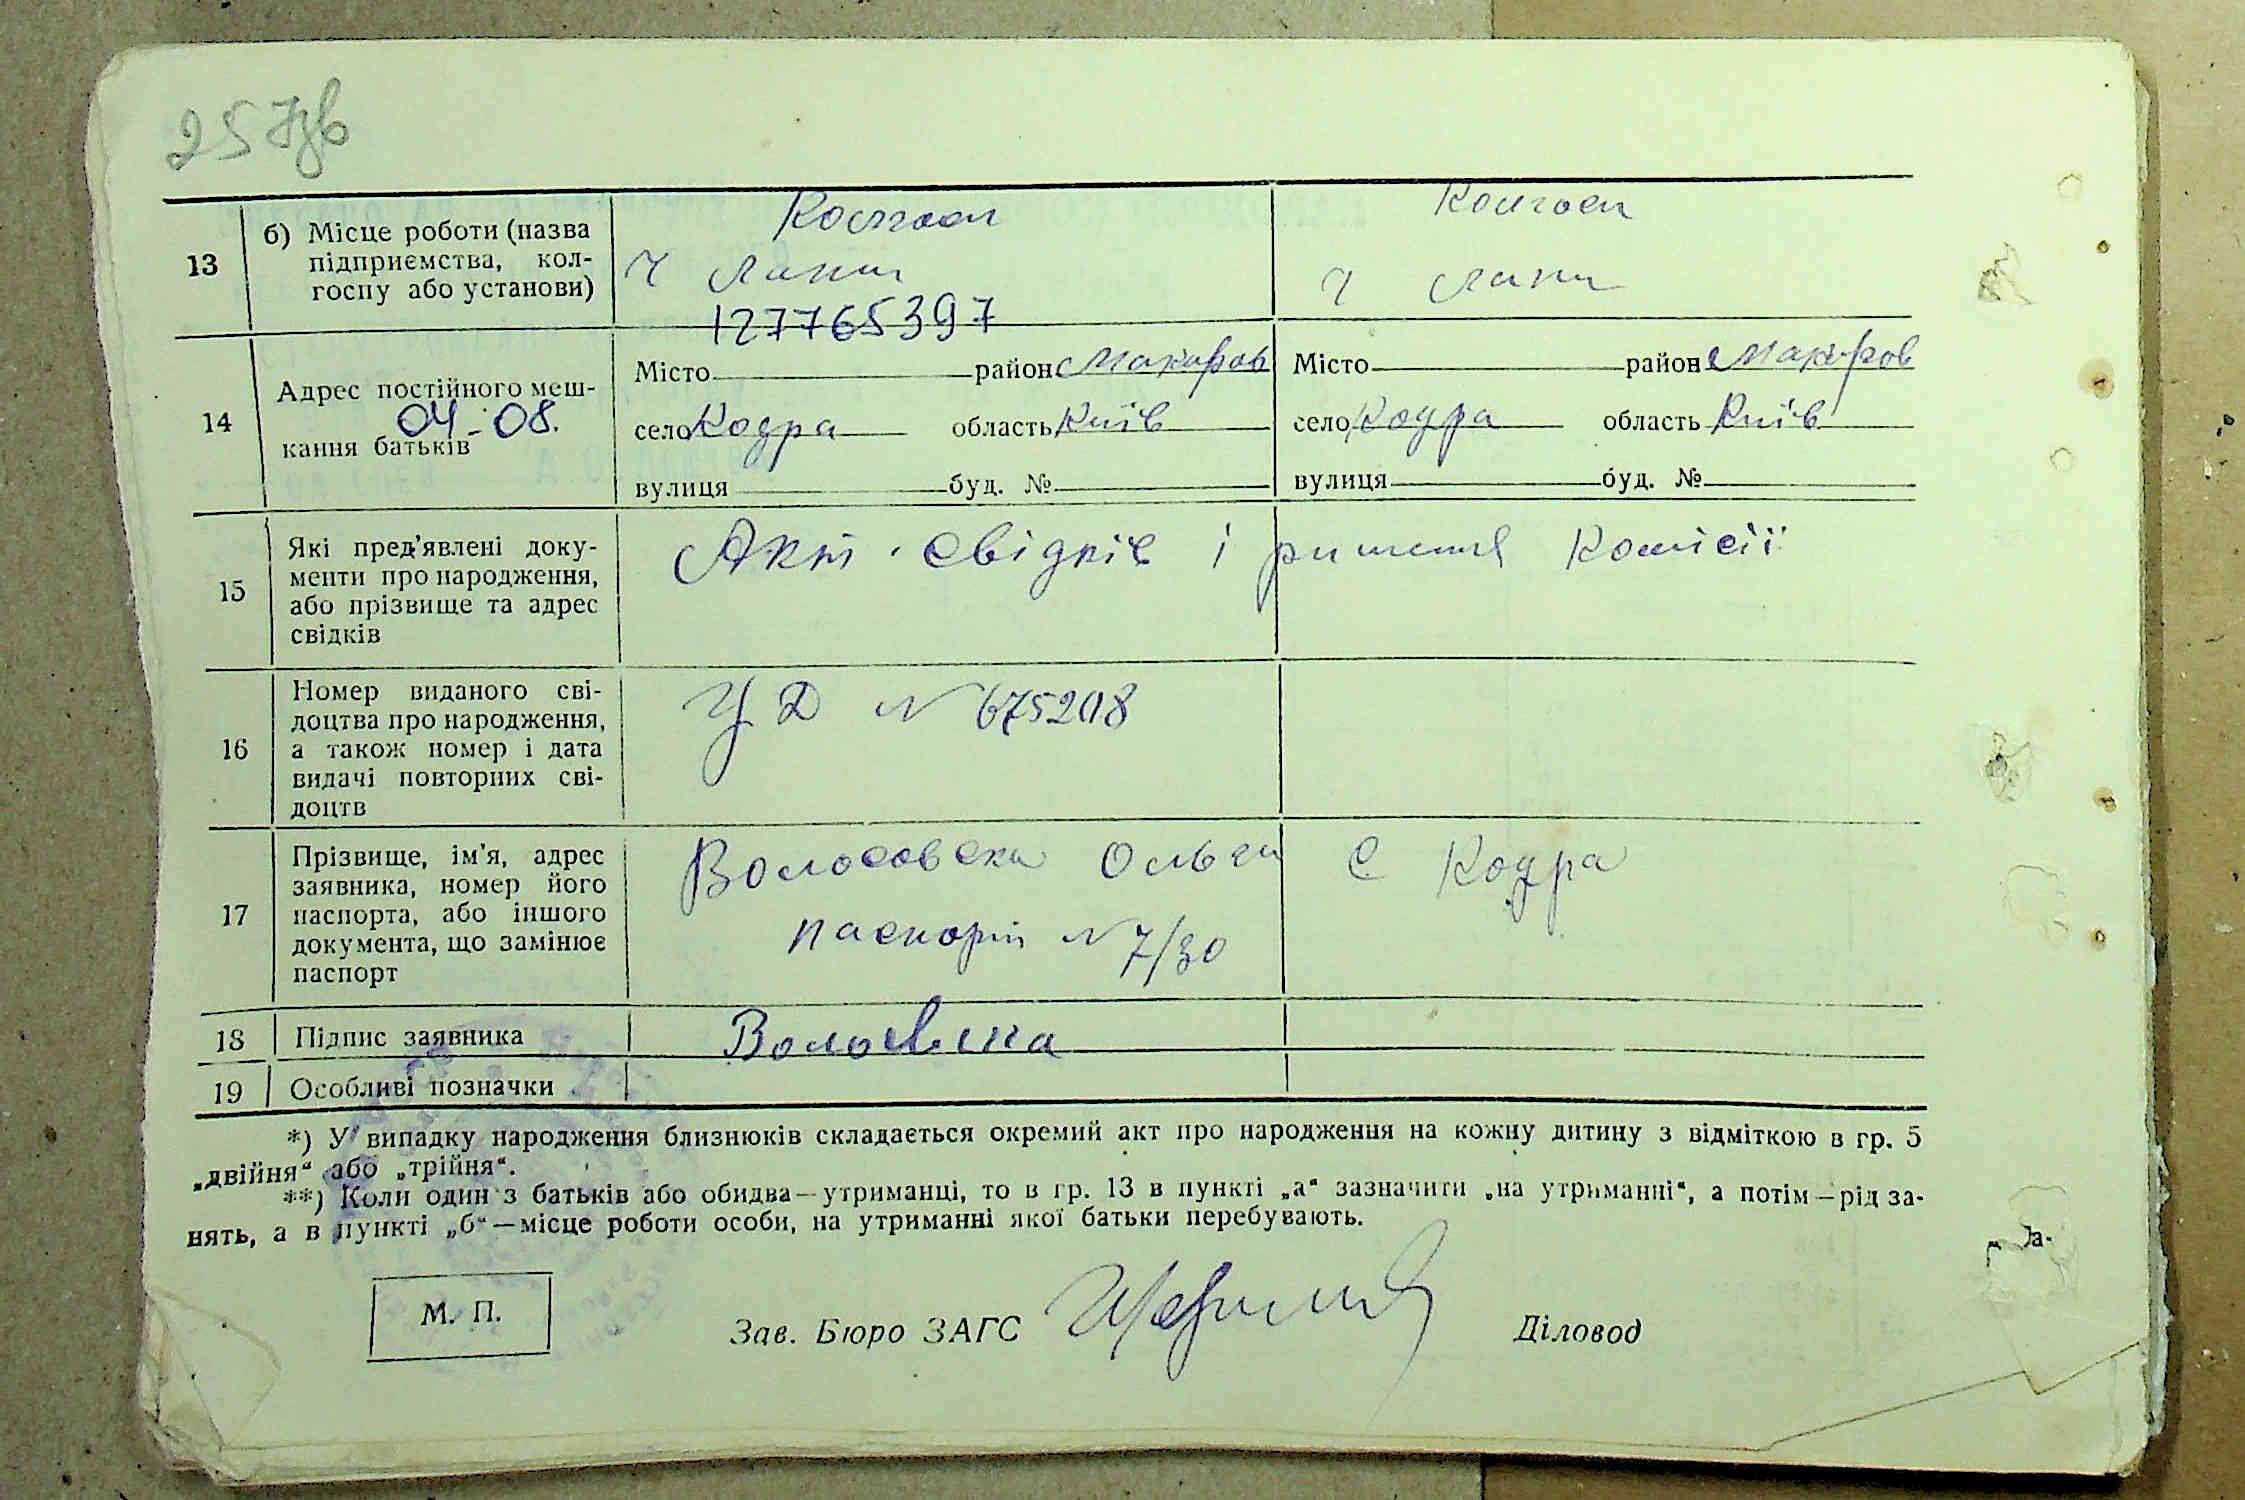 257зв
13 б) Місце роботи (назва підприємства, кол-госпу або установи) Колгосп Колгосп
У лани У лани
127765397
14 Адрес постійного меш-кання батьків 04-08.
Місто район Макаров Місто район Макаров
село Кодра область Київ село Кодра область Київ
вулиця буд. № вулиця буд. №
15 Які пред'явлені доку-
менти про народження,
або прізвище та адрес
свідків
Акт свідків і ришення Комісії
16 Номер виданого сві-
доцтва про народження,
а також номер і дата
видачі повторних сві-
доцтв
УД N 675208
17 Прізвище, ім'я, адрес
заявника, номер його
паспорта, або іншого
документа, що замінює
паспорт
Волосовска Ольга С Кодра
паспорт N 7/30
18 Підпис заявника
19 Особливі позначки
*) У випадку народження близнюків складається окремий акт про народження на кожну дитину з відміткою в гр. 5
„двійня“ або „трійня“.
**) Коли один з батьків або обидва—утриманці, то в гр. 13 в пункті „а“ зазначити „на утриманні“, а потім—рід за-
нять, а в пункті „б“—місце роботи особи, на утриманні якої батьки перебувають.
М. П.
Зав. Бюро ЗАГС Діловод